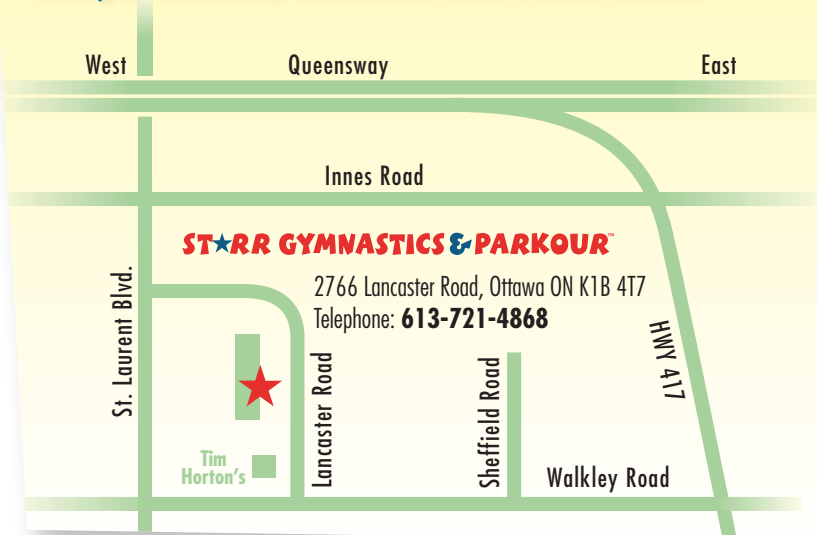 West
Queensway
East
Innes Road
ST★RR GYMNASTICS & PARKOUR™
2766 Lancaster Road, Ottawa ON K1B 4T7
Telephone: 613-721-4868
St. Laurent Blvd.
Lancaster Road
Sheffield Road
HWY 417
Tim
Horton's
Walkley Road